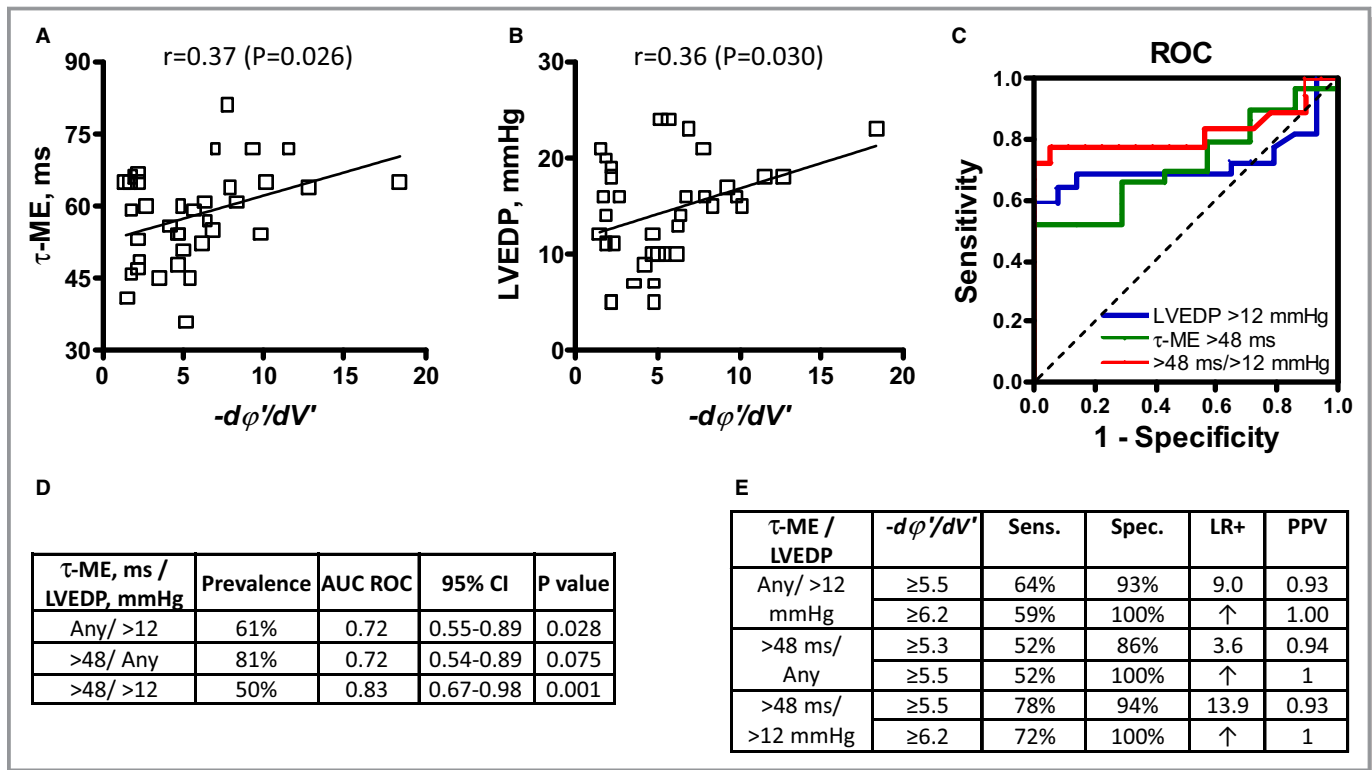 A
r=0.37 (P=0.026)
90
75
60
45
30
τ-ME, ms
0 5 10 15 20
-dφ'/dV'
B
r=0.36 (P=0.030)
30
20
10
0
LVEDP, mmHg
0 5 10 15 20
-dφ'/dV'
C
ROC
1.0
0.8
0.6
0.4
0.2
0.0
Sensitivity
LVEDP >12 mmHg
τ-ME >48 ms
>48 ms/>12 mmHg
0.0 0.2 0.4 0.6 0.8 1.0
1 - Specificity
D
τ-ME, ms / LVEDP, mmHg Prevalence AUC ROC 95% CI P value
Any/ >12 61% 0.72 0.55-0.89 0.028
>48/ Any 81% 0.72 0.54-0.89 0.075
>48/ >12 50% 0.83 0.67-0.98 0.001
E
τ-ME / LVEDP -dφ'/dV' Sens. Spec. LR+ PPV
Any/ >12 ≥5.5 64% 93% 9.0 0.93
mmHg ≥6.2 59% 100% ↑ 1.00
>48 ms/ ≥5.3 52% 86% 3.6 0.94
Any ≥5.5 52% 100% ↑ 1
>48 ms/ ≥5.5 78% 94% 13.9 0.93
>12 mmHg ≥6.2 72% 100% ↑ 1